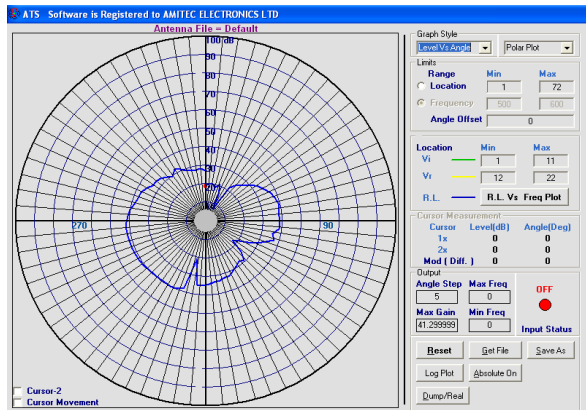 ATS Software is Registered to AMITEC ELECTRONICS LTD
Antenna File = Default
100 (dB)
90
80
70
60
50
40
30
20
270
90
Cursor-2
Cursor Movement
Graph Style
Level Vs Angle
Polar Plot
Limits
Range Min Max
Location 1 72
Frequency 500 600
Angle Offset 0
Location Min Max
Vi 1 11
Vr 12 22
R.L. R.L. Vs Freq Plot
Cursor Measurement
Cursor Level(dB) Angle(Deg)
1x 0 0
2x 0 0
Mod ( Diff. ) 0 0
Output
Angle Step Max Freq
5 0
OFF
Max Gain Min Freq
41.299999 0
Input Status
Reset Get File Save As
Log Plot Absolute On
Dump/Real